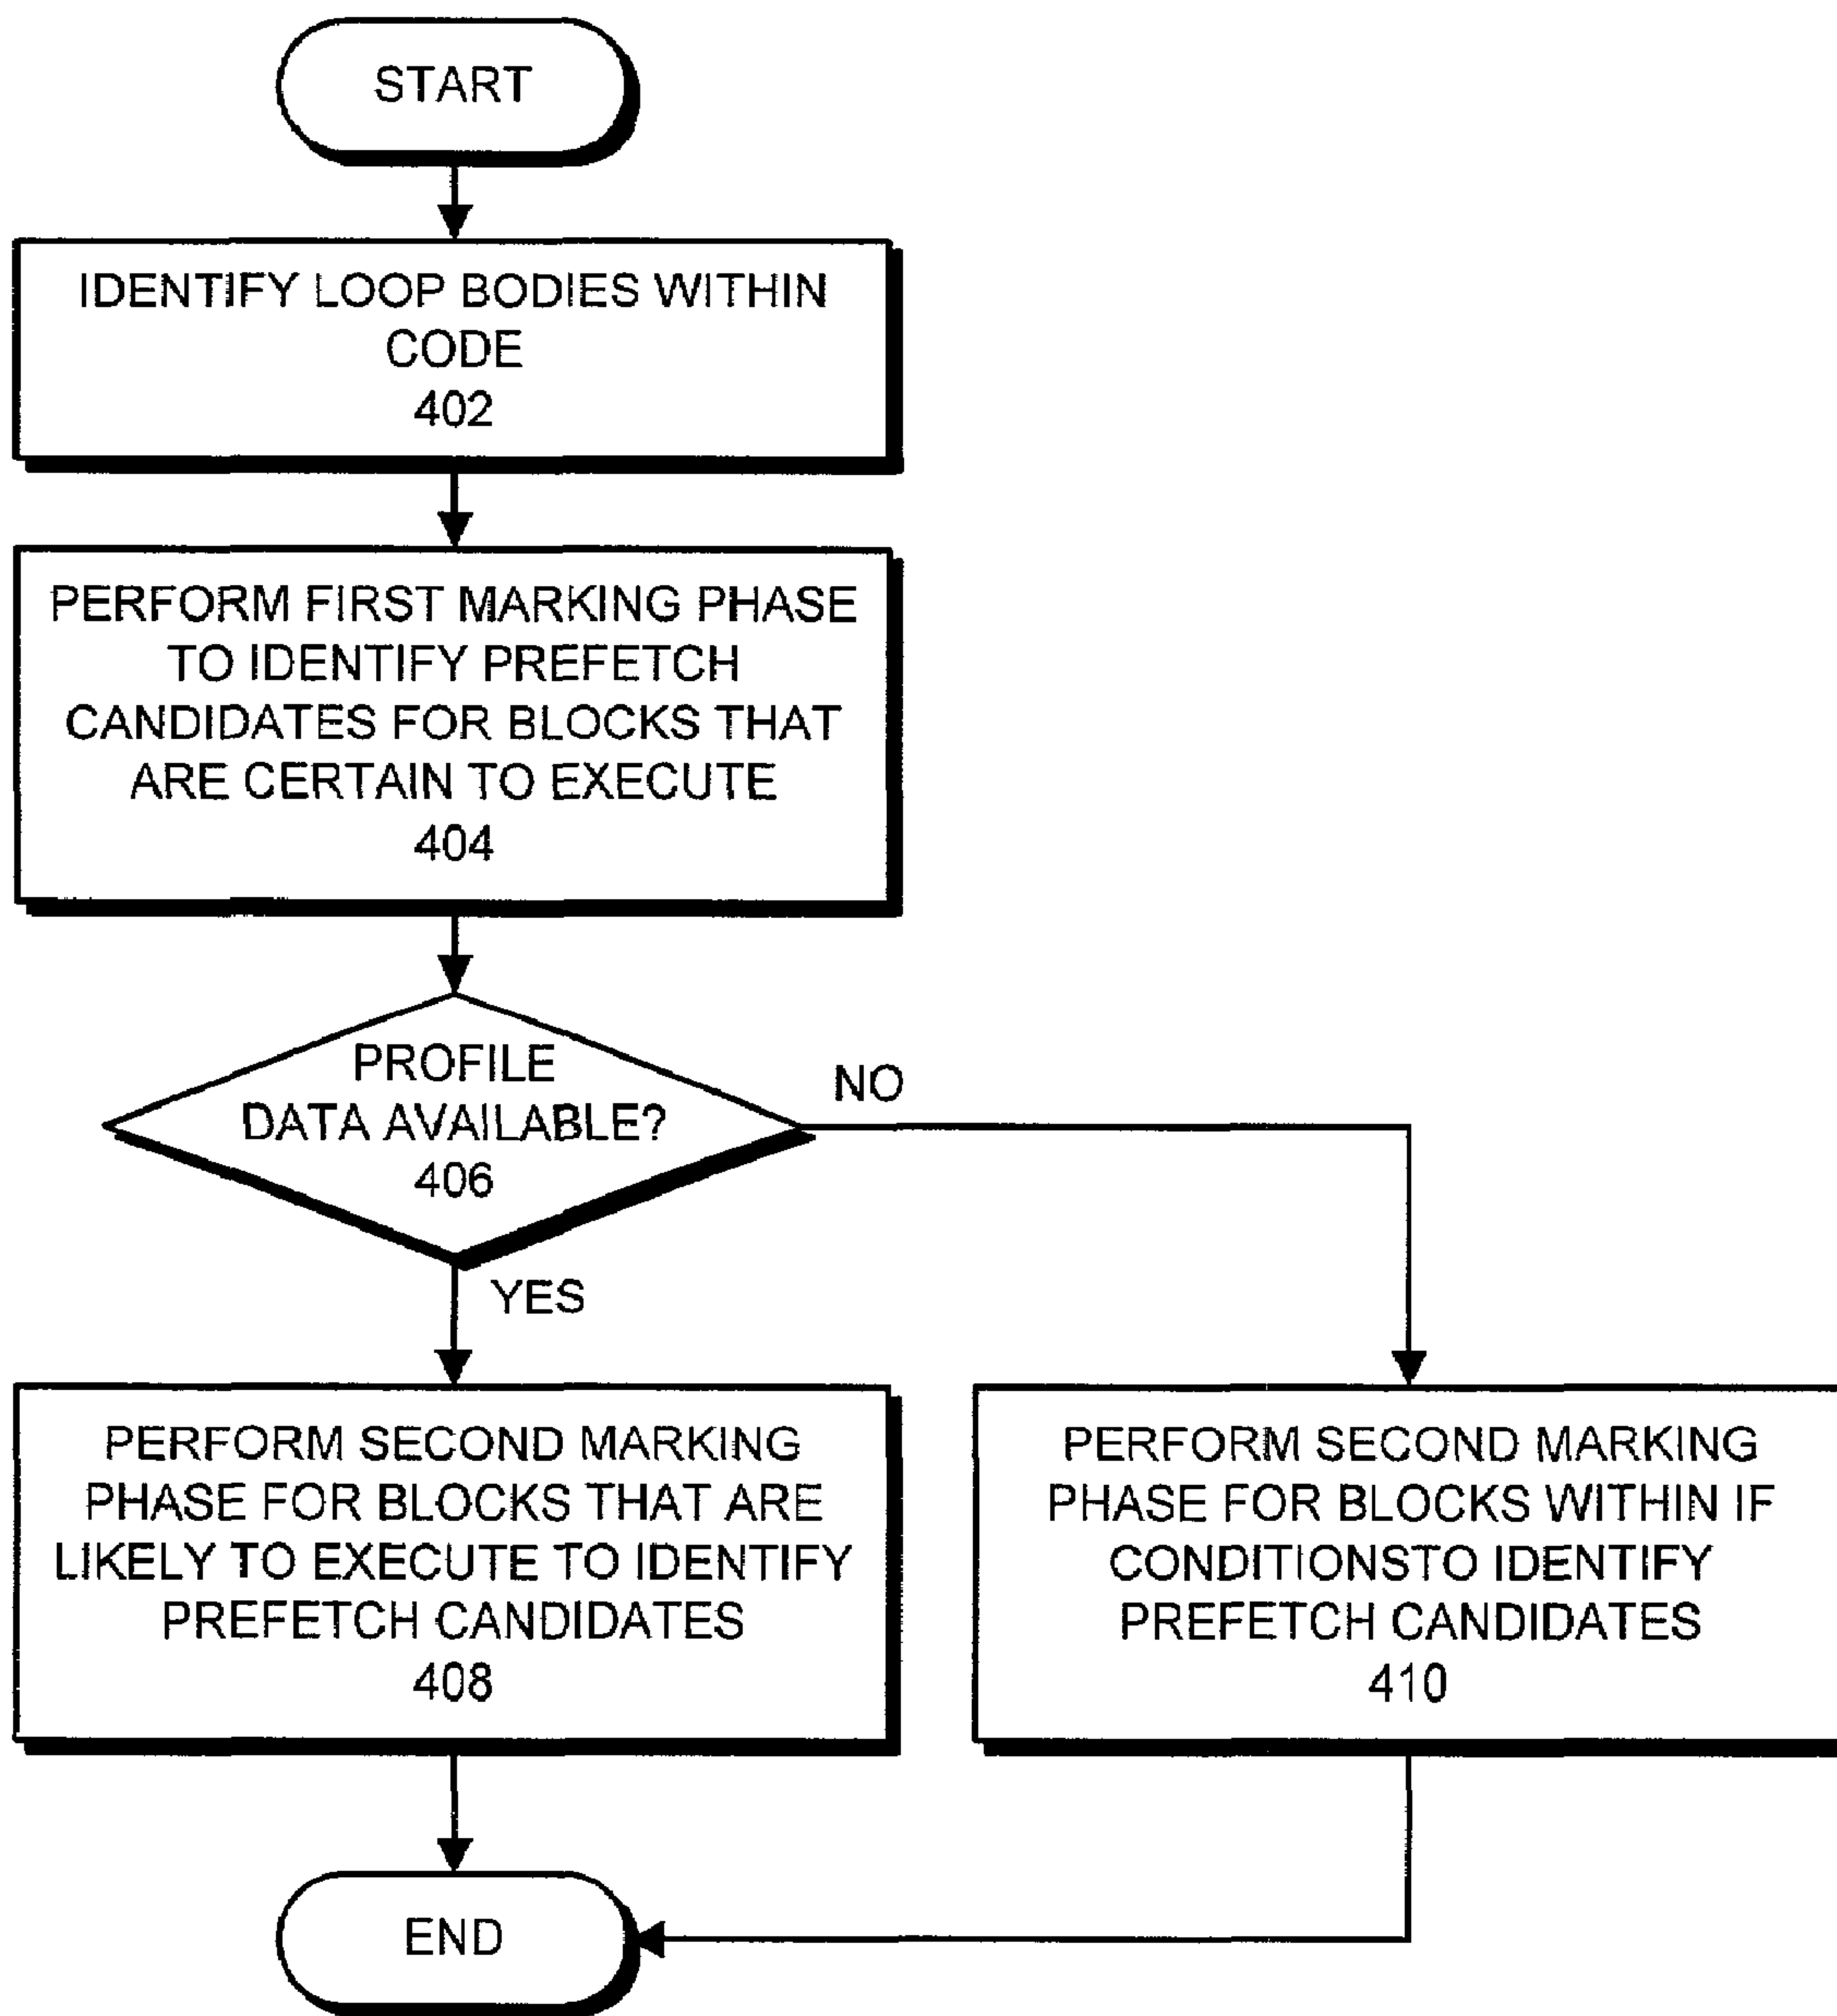 START
IDENTIFY LOOP BODIES WITHIN
CODE
402
PERFORM FIRST MARKING PHASE
TO IDENTIFY PREFETCH
CANDIDATES FOR BLOCKS THAT
ARE CERTAIN TO EXECUTE
404
PROFILE
DATA AVAILABLE?
406
NO
YES
PERFORM SECOND MARKING
PHASE FOR BLOCKS THAT ARE
LIKELY TO EXECUTE TO IDENTIFY
PREFETCH CANDIDATES
408
PERFORM SECOND MARKING
PHASE FOR BLOCKS WITHIN IF
CONDITIONSTO IDENTIFY
PREFETCH CANDIDATES
410
END